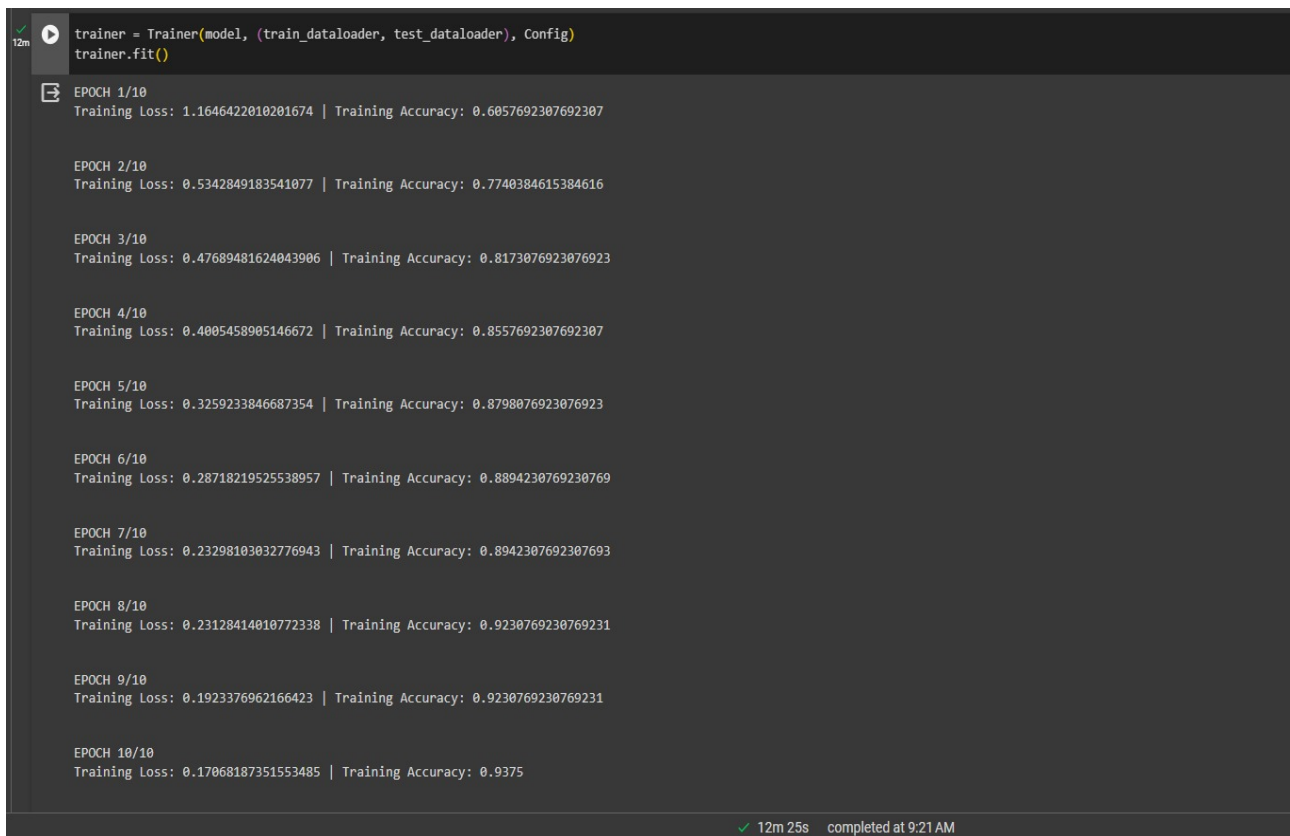 12m
trainer = Trainer(model, (train_dataloader, test_dataloader), Config)
trainer.fit()
EPOCH 1/10
Training Loss: 1.1646422010201674 | Training Accuracy: 0.6057692307692307
EPOCH 2/10
Training Loss: 0.5342849183541077 | Training Accuracy: 0.7740384615384616
EPOCH 3/10
Training Loss: 0.47689481624043906 | Training Accuracy: 0.8173076923076923
EPOCH 4/10
Training Loss: 0.4005458905146672 | Training Accuracy: 0.8557692307692307
EPOCH 5/10
Training Loss: 0.3259233846687354 | Training Accuracy: 0.8798076923076923
EPOCH 6/10
Training Loss: 0.28718219525538957 | Training Accuracy: 0.8894230769230769
EPOCH 7/10
Training Loss: 0.23298103032776943 | Training Accuracy: 0.8942307692307693
EPOCH 8/10
Training Loss: 0.23128414010772338 | Training Accuracy: 0.9230769230769231
EPOCH 9/10
Training Loss: 0.1923376962166423 | Training Accuracy: 0.9230769230769231
EPOCH 10/10
Training Loss: 0.17068187351553485 | Training Accuracy: 0.9375
12m 25s completed at 9:21 AM